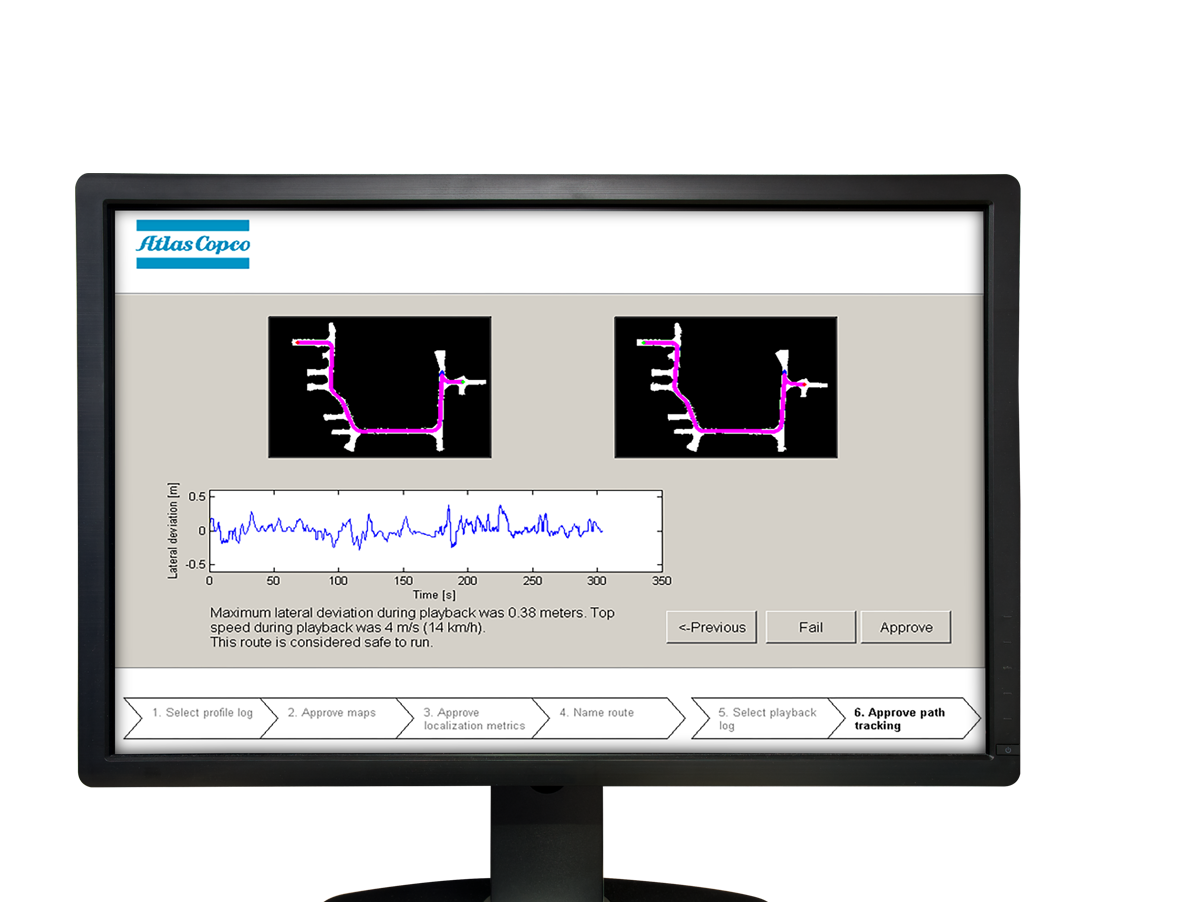 Atlas Copco
Lateral deviation [m]
0.5
0
-0.5
0 50 100 150 200 250 300 350
Time [s]
Maximum lateral deviation during playback was 0.38 meters. Top
speed during playback was 4 m/s (14 km/h).
This route is considered safe to run.
<-Previous
Fail
Approve
1. Select profile log
2. Approve maps
3. Approve
localization metrics
4. Name route
5. Select playback
log
6. Approve path
tracking